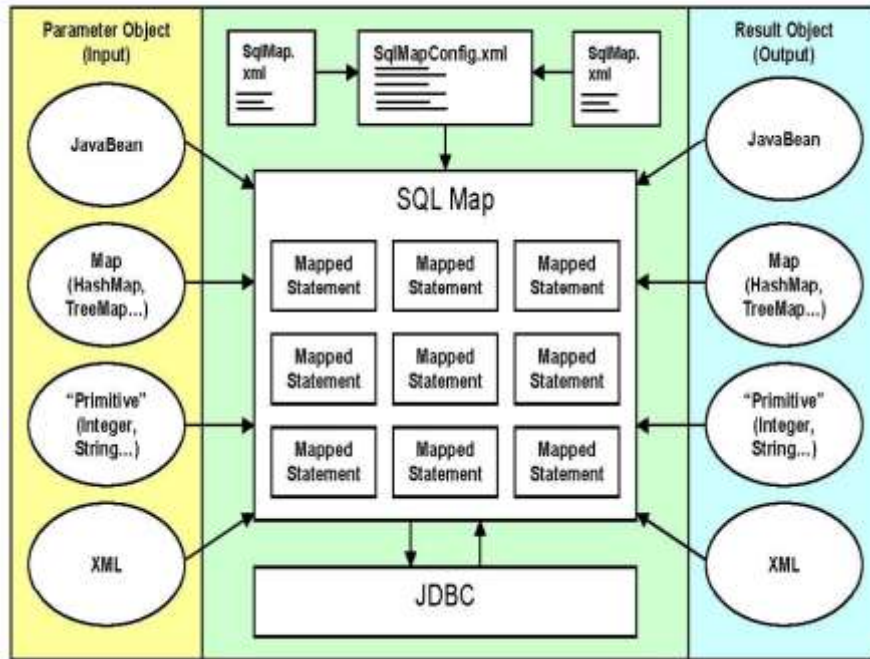 Parameter Object
(Input)
JavaBean
Map
(HashMap,
TreeMap...)
“Primitive”
(Integer,
String...)
XML
SqlMap.
xml
SqlMapConfig.xml
SqlMap.
xml
SQL Map
Mapped
Statement
Mapped
Statement
Mapped
Statement
Mapped
Statement
Mapped
Statement
Mapped
Statement
Mapped
Statement
Mapped
Statement
Mapped
Statement
JDBC
Result Object
(Output)
JavaBean
Map
(HashMap,
TreeMap...)
“Primitive”
(Integer,
String...)
XML